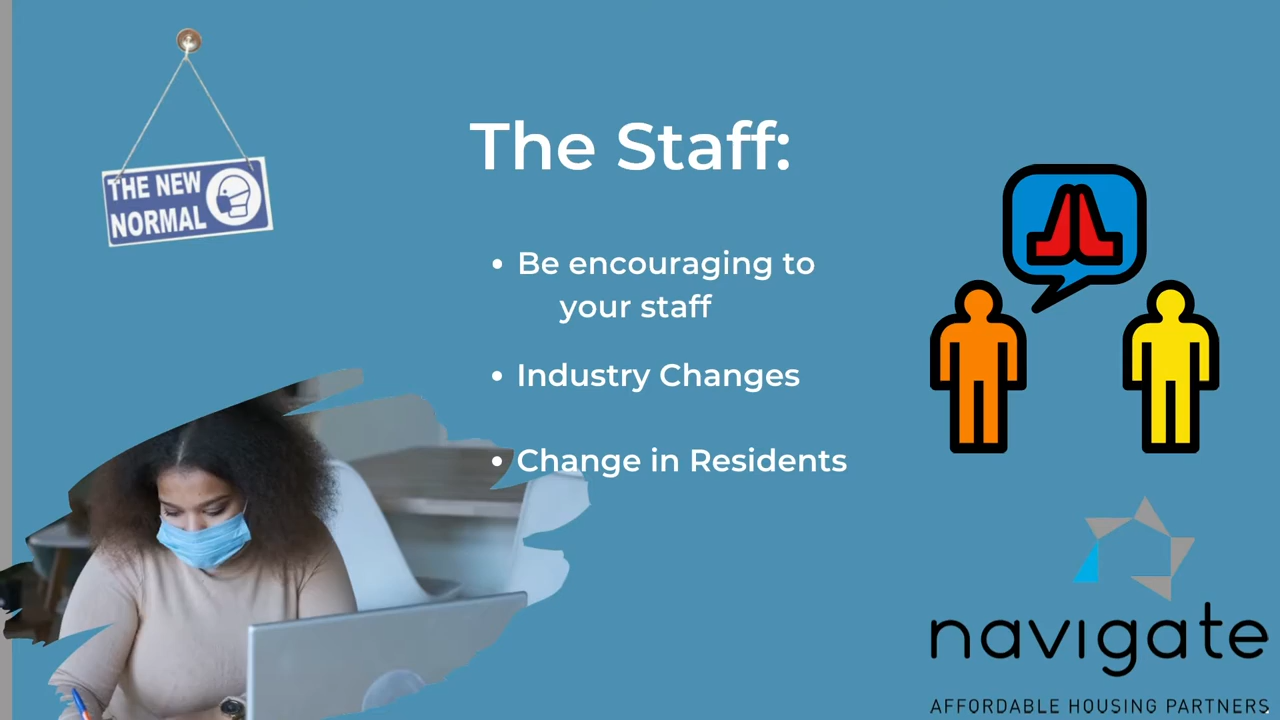 THE NEW
NORMAL
The Staff:
• Be encouraging to
your staff
• Industry Changes
• Change in Residents
navigate
AFFORDABLE HOUSING PARTNERS